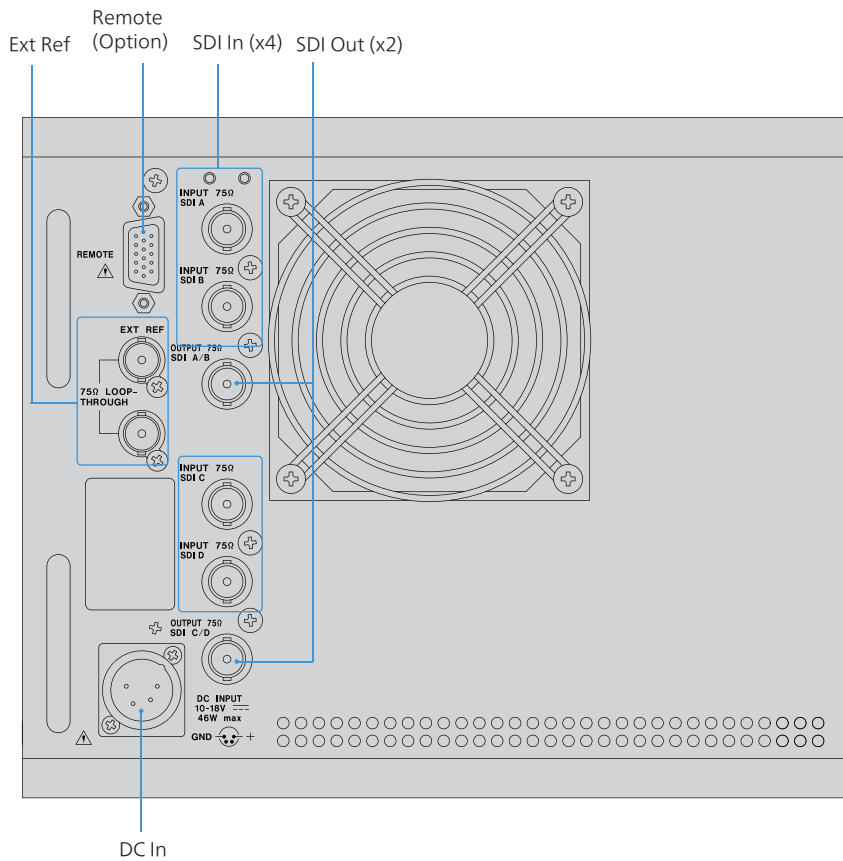 Remote
(Option)
Ext Ref
SDI In (x4)
SDI Out (x2)
INPUT 75Ω
SDI A
REMOTE
INPUT 75Ω
SDI B
EXT REF
OUTPUT 75Ω
SDI A/B
75Ω LOOP-
THROUGH
INPUT 75Ω
SDI C
INPUT 75Ω
SDI D
OUTPUT 75Ω
SDI C/D
DC INPUT
10-18V
46W max
GND +
DC In